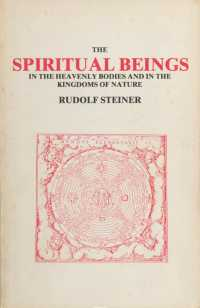 THE
SPIRITUAL BEINGS
IN THE HEAVENLY BODIES AND IN THE
KINGDOMS OF NATURE
RUDOLF STEINER